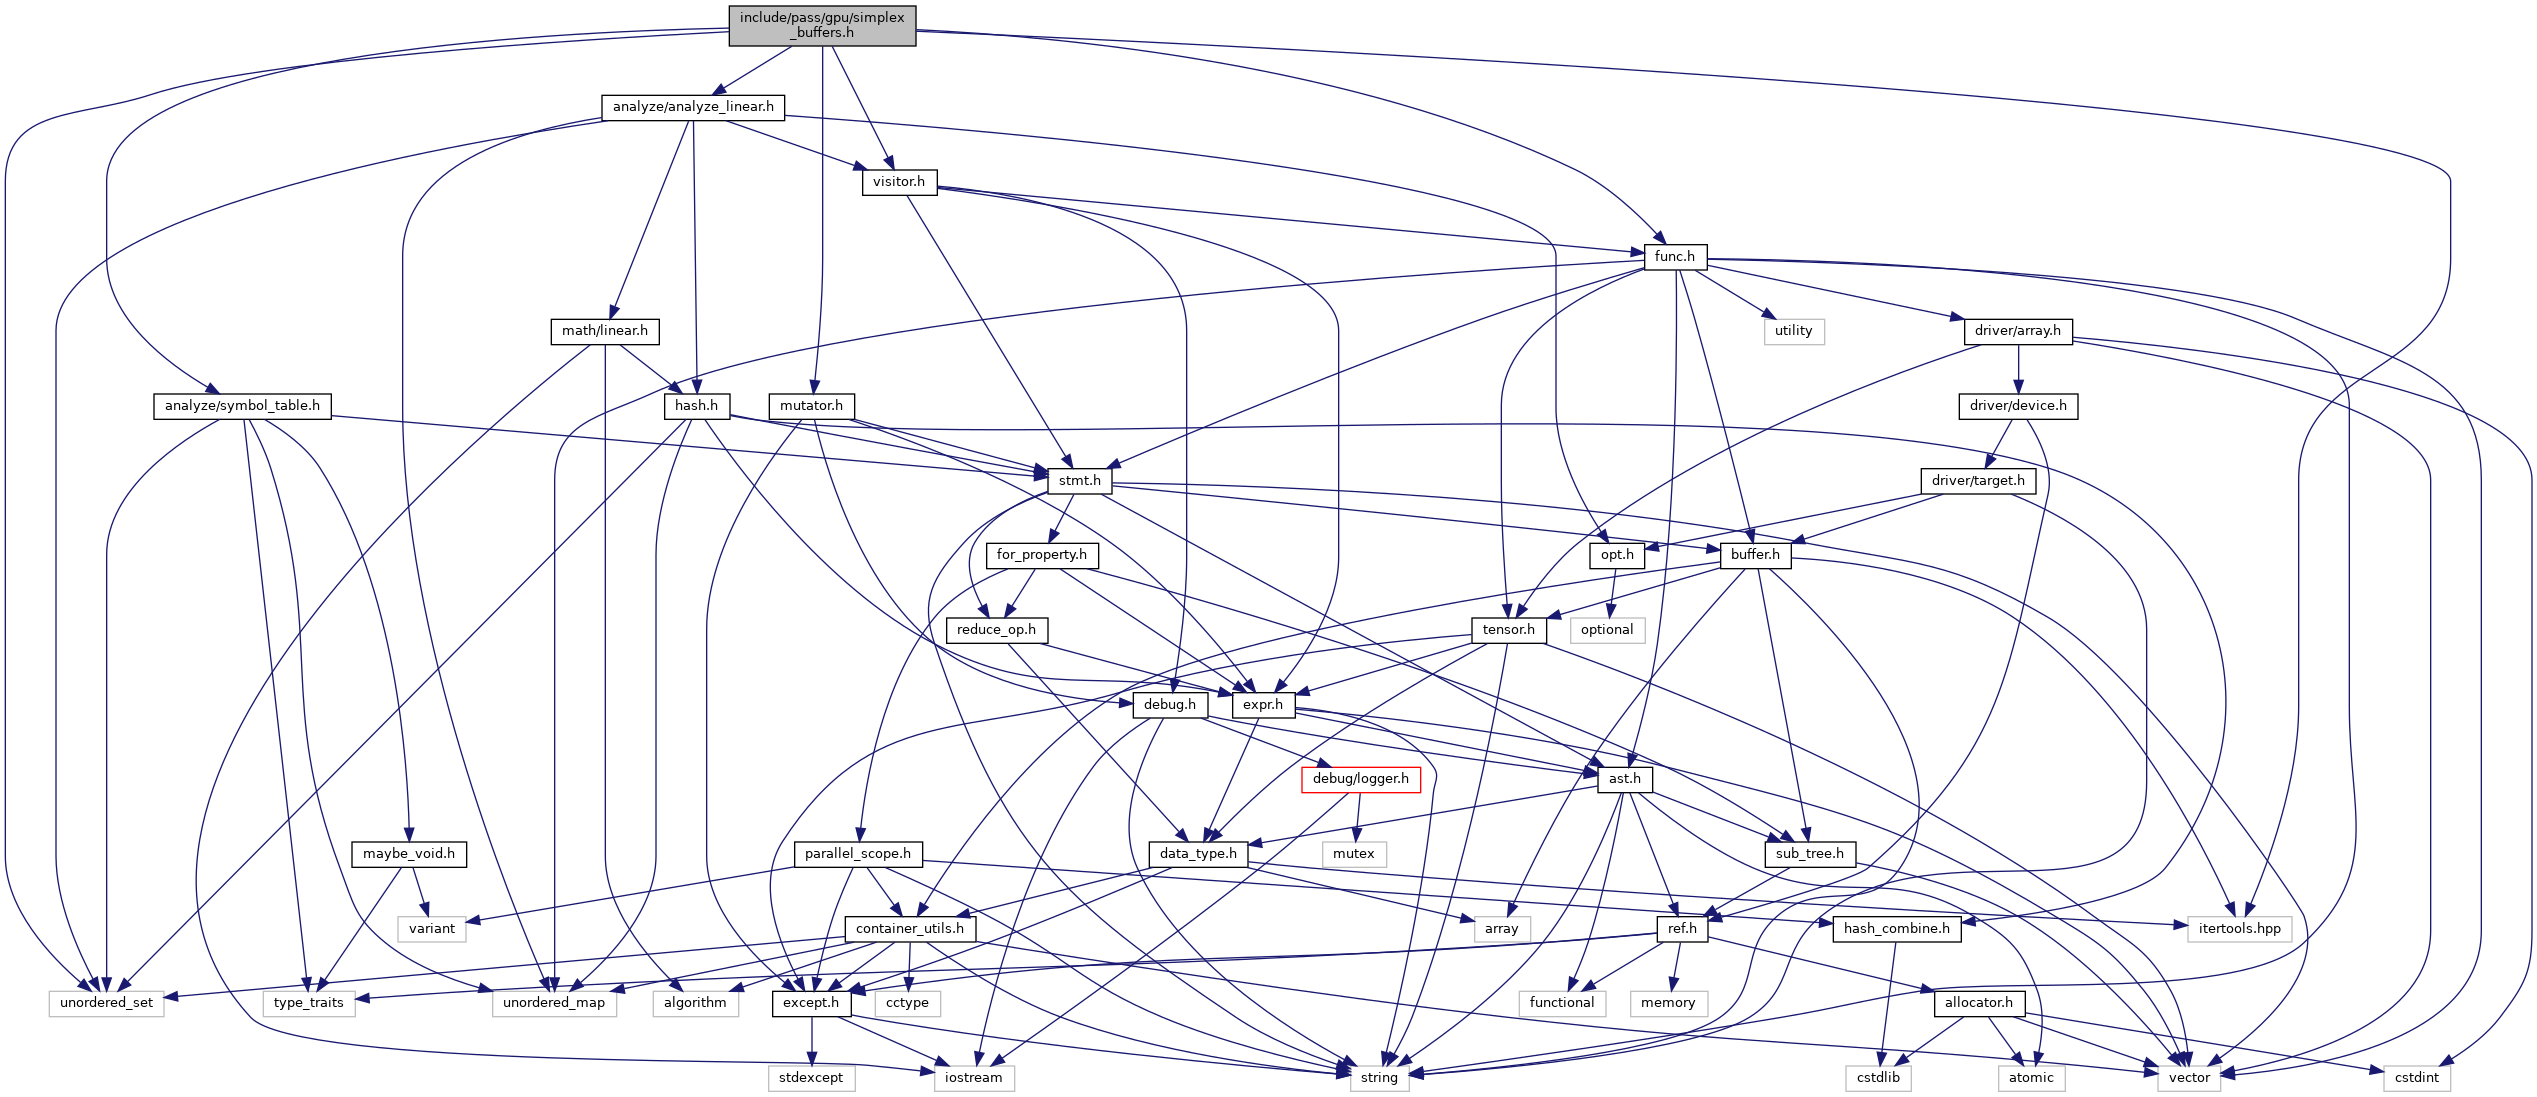 include/pass/gpu/simplex
_buffers.h
analyze/analyze_linear.h
visitor.h
func.h
math/linear.h
utility
driver/array.h
analyze/symbol_table.h
hash.h
mutator.h
driver/device.h
stmt.h
driver/target.h
for_property.h
opt.h
buffer.h
reduce_op.h
tensor.h
optional
debug.h
expr.h
debug/logger.h
ast.h
maybe_void.h
parallel_scope.h
data_type.h
mutex
sub_tree.h
variant
container_utils.h
array
ref.h
hash_combine.h
itertools.hpp
unordered_set
type_traits
unordered_map
algorithm
except.h
cctype
functional
memory
allocator.h
stdexcept
iostream
string
cstdlib
atomic
vector
cstdint